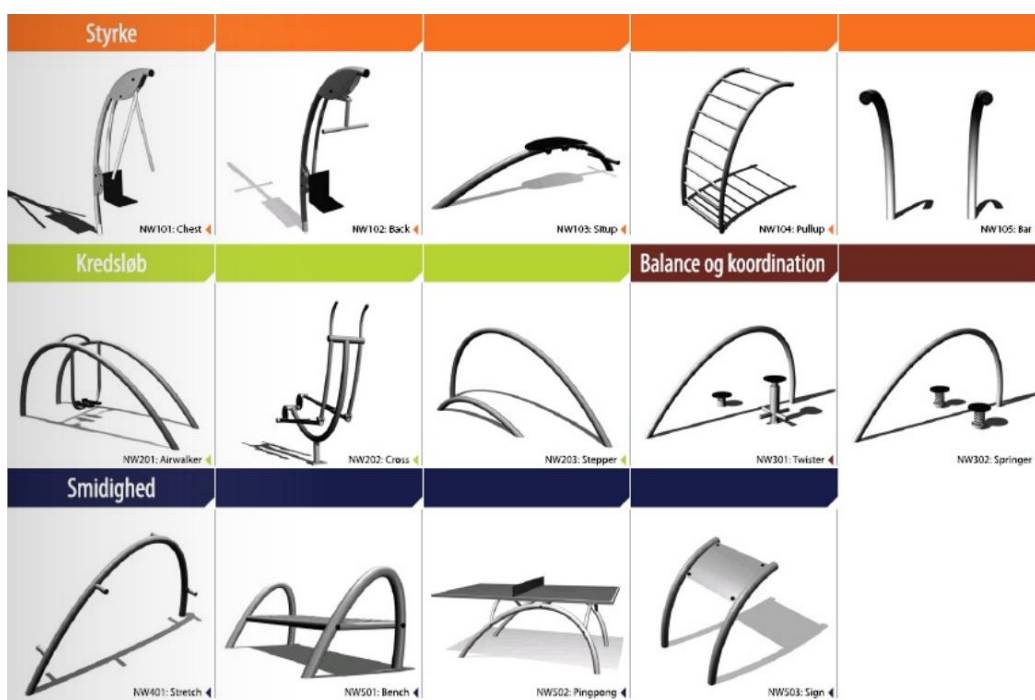 Styrke
NW101: Chest
NW102: Back
NW103: Situp
NW104: Pullup
NW105: Bar
Kredsløb
Balance og koordination
NW201: Airwalker
NW202: Cross
NW203: Stepper
NW301: Twister
NW302: Springer
Smidighed
NW401: Stretch
NW501: Bench
NW502: Pingpong
NW503: Sign